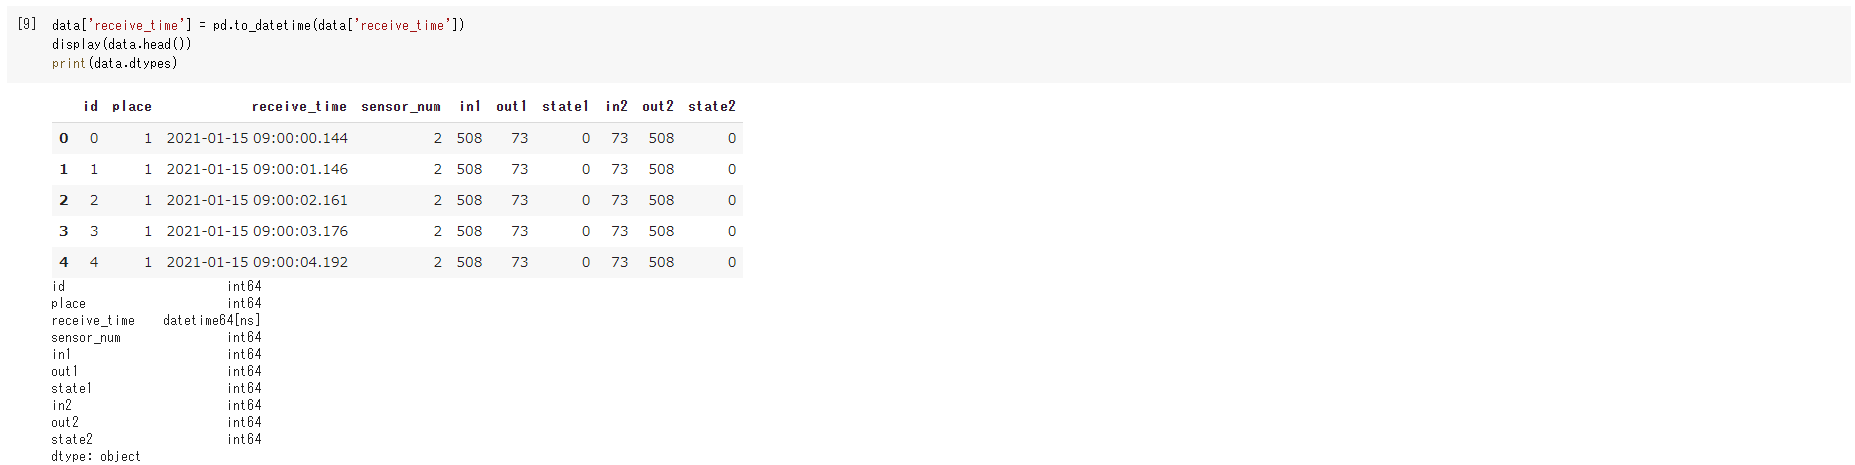 [9] data['receive_time'] = pd.to_datetime(data['receive_time'])
display(data.head())
print(data.dtypes)
id place receive_time sensor_num in1 out1 state1 in2 out2 state2
0 0 1 2021-01-15 09:00:00.144 2 508 73 0 73 508 0
1 1 1 2021-01-15 09:00:01.146 2 508 73 0 73 508 0
2 2 1 2021-01-15 09:00:02.161 2 508 73 0 73 508 0
3 3 1 2021-01-15 09:00:03.176 2 508 73 0 73 508 0
4 4 1 2021-01-15 09:00:04.192 2 508 73 0 73 508 0
id int64
place int64
receive_time datetime64[ns]
sensor_num int64
in1 int64
out1 int64
state1 int64
in2 int64
out2 int64
state2 int64
dtype: object